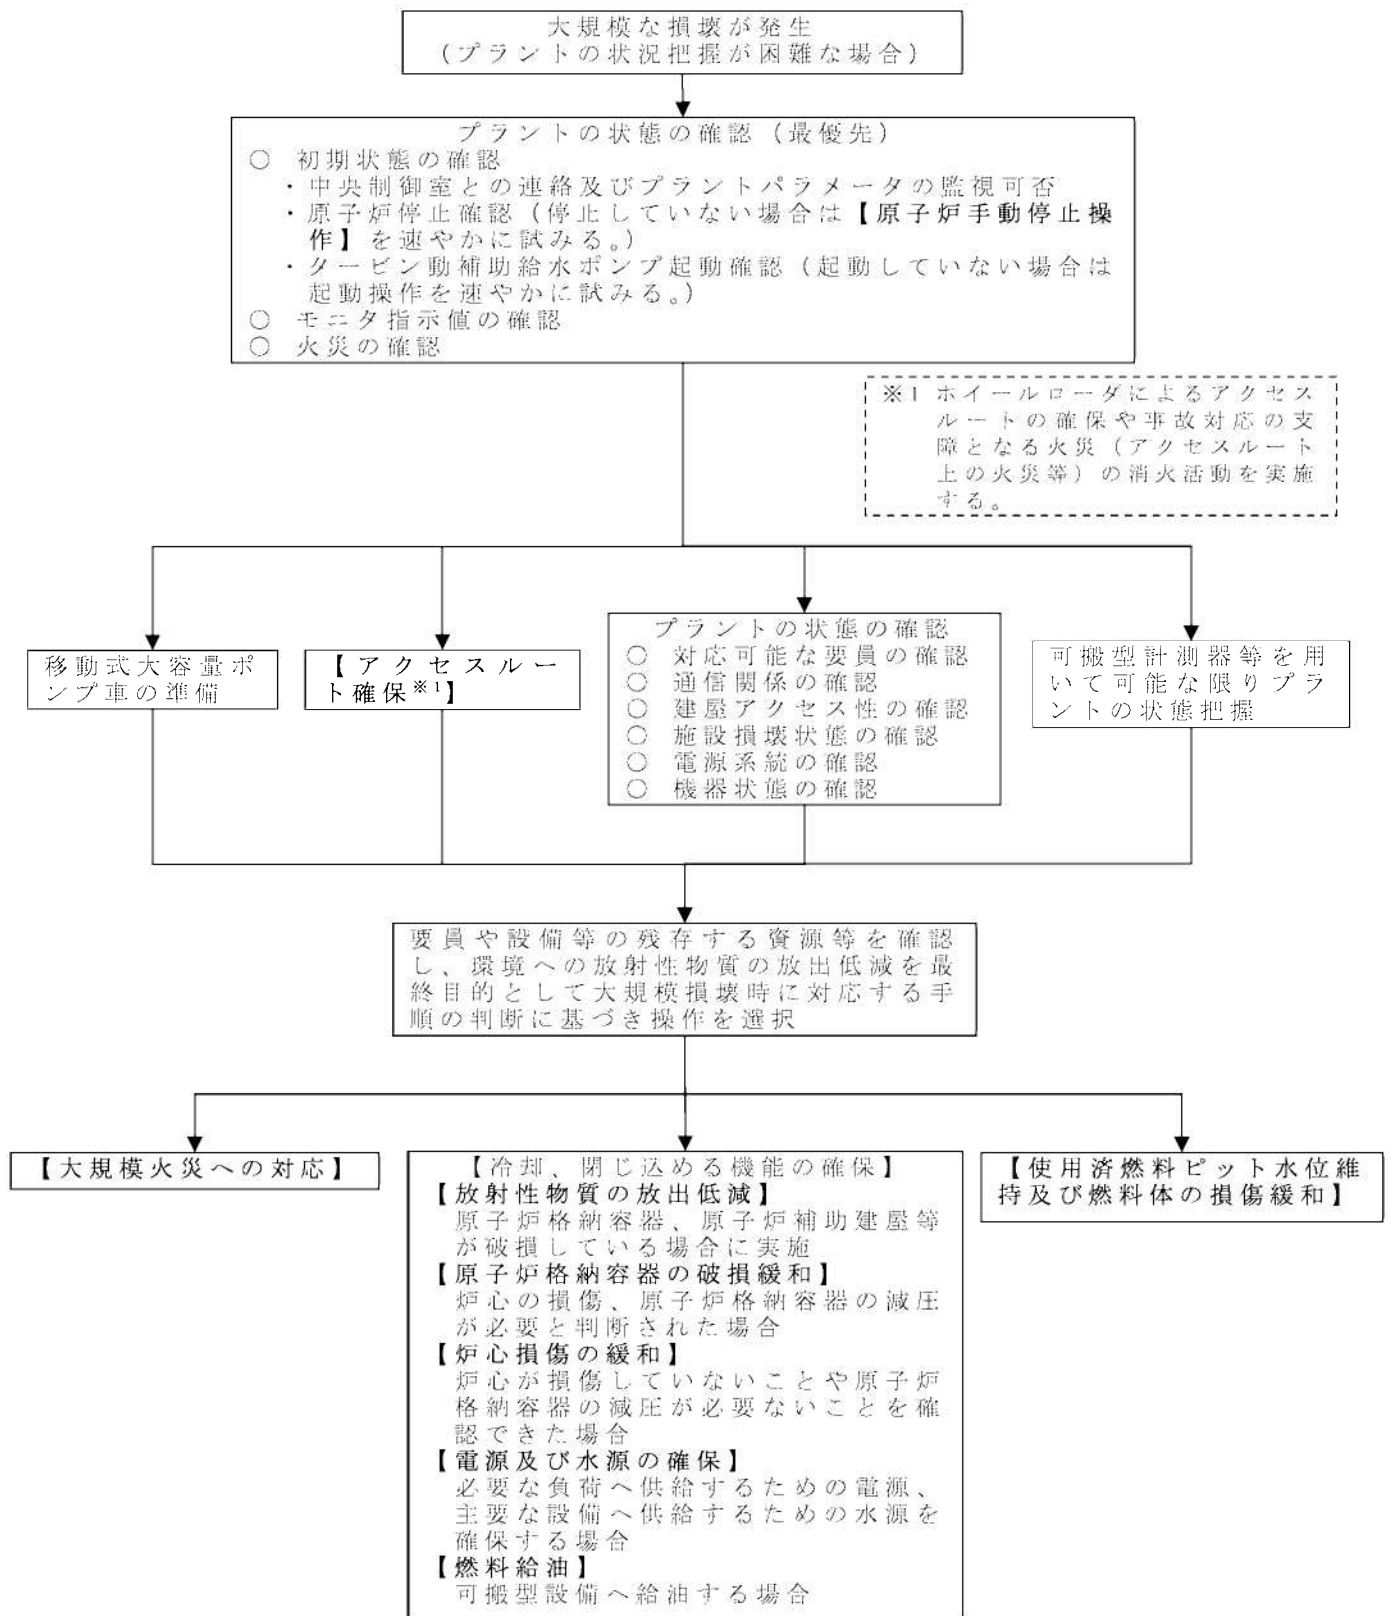 大規模な損壊が発生
(プラントの状況把握が困難な場合)
プラントの状態の確認(最優先)
○ 初期状態の確認
・中央制御室との連絡及びプラントパラメータの監視可否
・原子炉停止確認(停止していない場合は【原子炉手動停止操
作】を速やかに試みる。)
・タービン動補助給水ポンプ起動確認(起動していない場合は
起動操作を速やかに試みる。)
○ モニタ指示値の確認
○ 火災の確認
※1 ホイールローダによるアクセス
ルートの確保や事故対応の支
障となる火災(アクセスルート
上の火災等)の消火活動を実施
する。
移動式大容量ポ
ンプ車の準備
【アクセスルー
ト確保※1】
プラントの状態の確認
○ 対応可能な要員の確認
○ 通信関係の確認
○ 建屋アクセス性の確認
○ 施設損壊状態の確認
○ 電源系統の確認
○ 機器状態の確認
可搬型計測器等を用
いて可能な限りプラ
ントの状態把握
要員や設備等の残存する資源等を確認
し、環境への放射性物質の放出低減を最
終目的として大規模損壊時に対応する手
順の判断に基づき操作を選択
【大規模火災への対応】
【冷却、閉じ込める機能の確保】
【放射性物質の放出低減】
原子炉格納容器、原子炉補助建屋等
が破損している場合に実施
【原子炉格納容器の破損緩和】
炉心の損傷、原子炉格納容器の減圧
が必要と判断された場合
【炉心損傷の緩和】
炉心が損傷していないことや原子炉
格納容器の減圧が必要ないことを確
認できた場合
【電源及び水源の確保】
必要な負荷へ供給するための電源、
主要な設備へ供給するための水源を
確保する場合
【燃料給油】
可搬型設備へ給油する場合
【使用済燃料ピット水位維
持及び燃料体の損傷緩和】